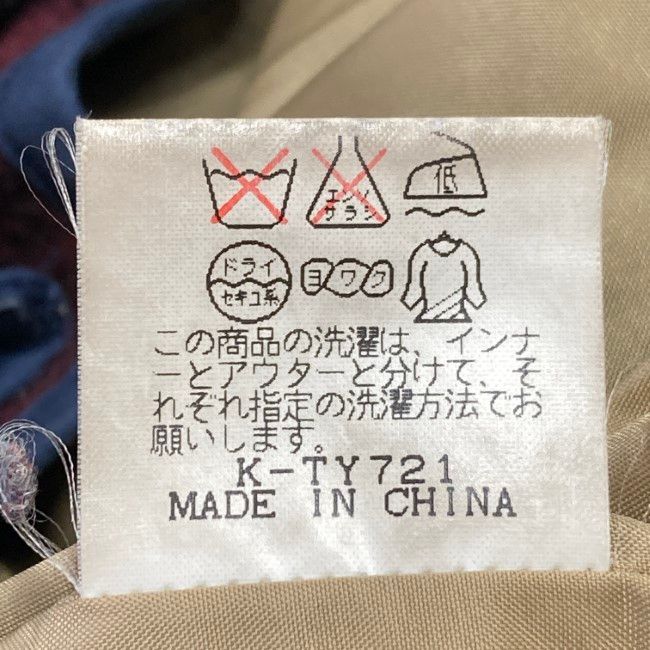 エンソ
サラシ
低
ドライ
セキユ系
ヨワク
この商品の洗濯は、インナ
ーとアウターと分けて、そ
れぞれ指定の洗濯方法でお
願いします。
K-TY721
MADE IN CHINA